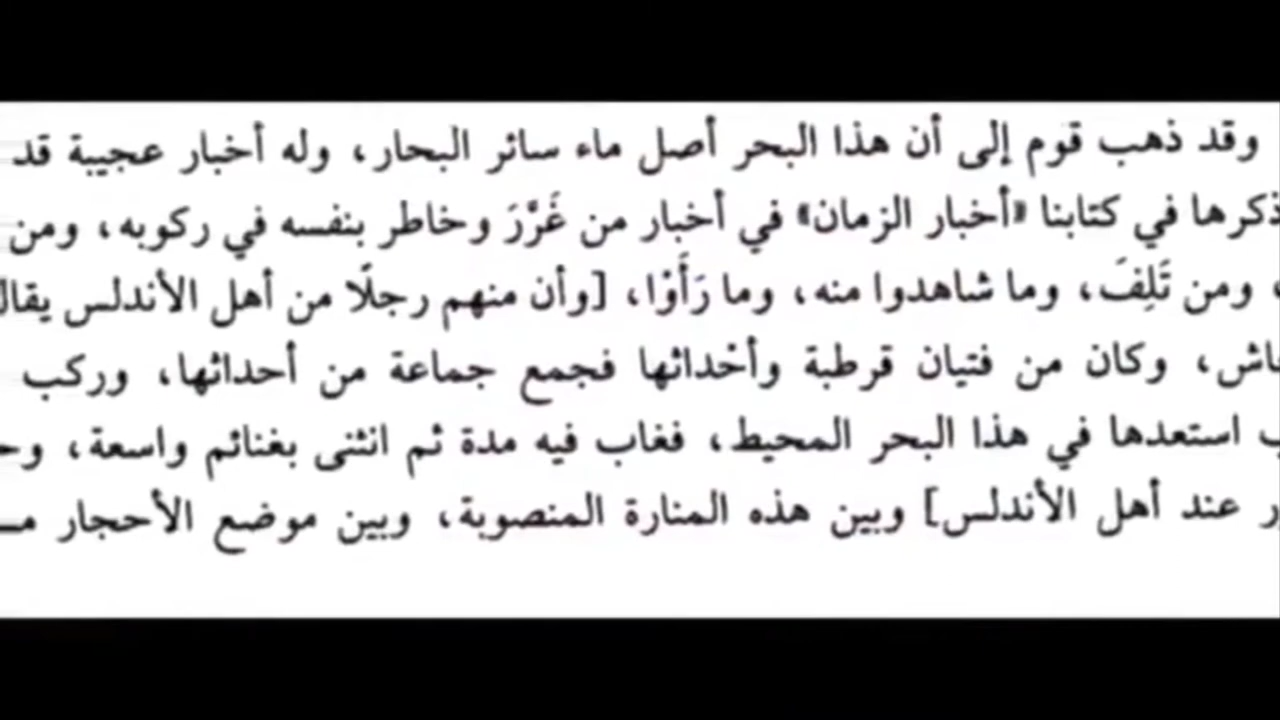 وقد ذهب قوم إلى أن هذا البحر أصل ماء سائر البحار، وله أخبار عجيبة قد
ذكرها في كتابنا «أخبار الزمان» في أخبار من غَرَّرَ وخاطر بنفسه في ركوبه، ومن
، ومن تَلِفَ، وما شاهدوا منه، وما رَأَوْا، [وأن منهم رجلًا من أهل الأندلس يقال
وكان من فتيان قرطبة وأحْداثها فجمع جماعة من أحداثها، وركب
استعدها في هذا البحر المحيط، فغاب فيه مدة ثم انثنى بغنائم واسعة،
عند أهل الأندلس] وبين هذه المنارة المنصوبة، وبين موضع الأحجار